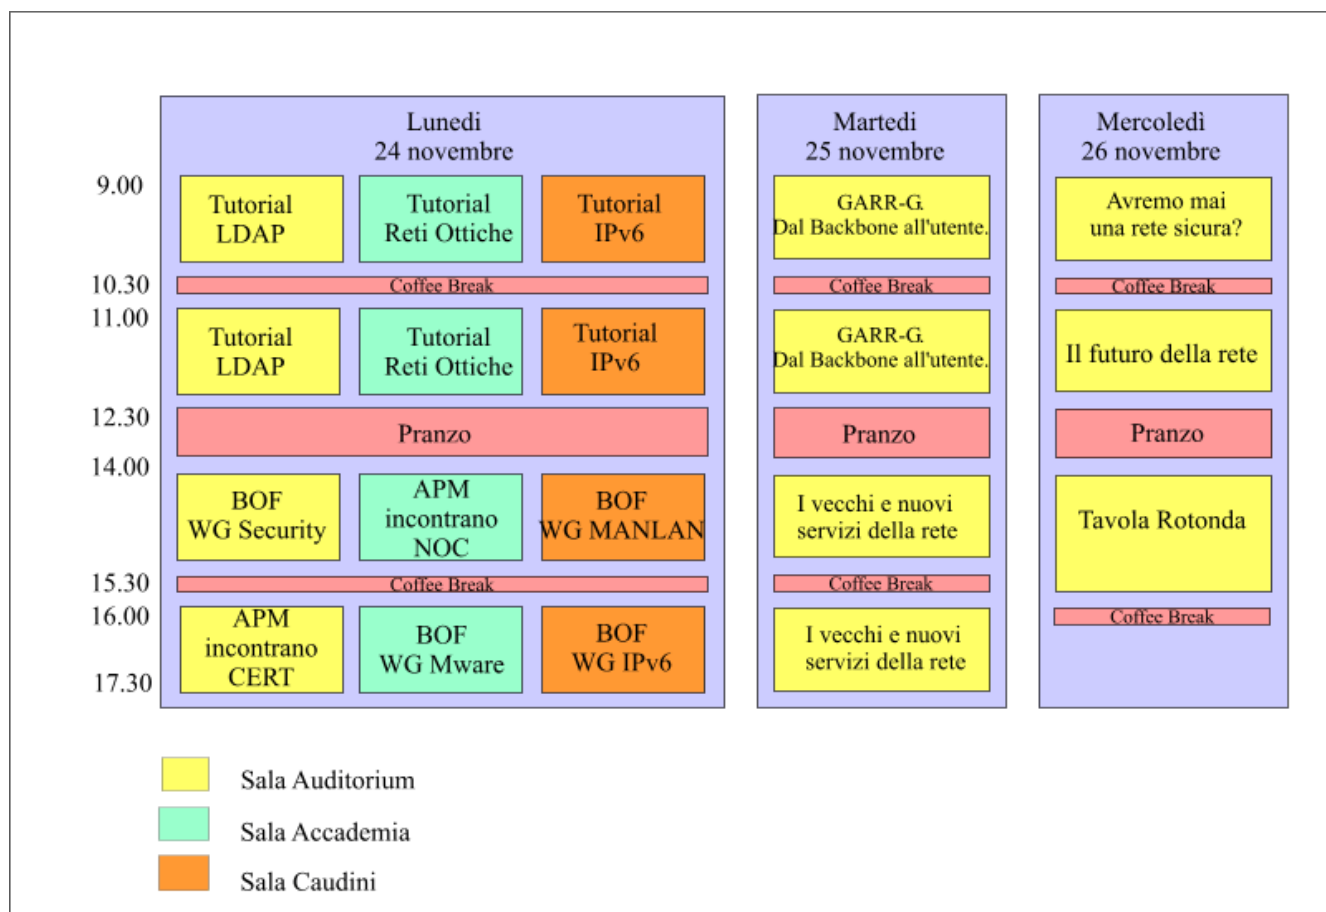 Lunedi
24 novembre
Martedi
25 novembre
Mercoledì
26 novembre
9.00
Tutorial
LDAP
Tutorial
Reti Ottiche
Tutorial
IPv6
GARR-G.
Dal Backbone all'utente.
Avremo mai
una rete sicura?
10.30
Coffee Break
Coffee Break
Coffee Break
11.00
Tutorial
LDAP
Tutorial
Reti Ottiche
Tutorial
IPv6
GARR-G.
Dal Backbone all'utente.
Il futuro della rete
12.30
Pranzo
Pranzo
Pranzo
14.00
BOF
WG Security
APM
incontrano
NOC
BOF
WG MANLAN
I vecchi e nuovi
servizi della rete
Tavola Rotonda
15.30
Coffee Break
Coffee Break
16.00
APM
incontrano
CERT
BOF
WG Mware
BOF
WG IPv6
I vecchi e nuovi
servizi della rete
Coffee Break
17.30
Sala Auditorium
Sala Accademia
Sala Caudini